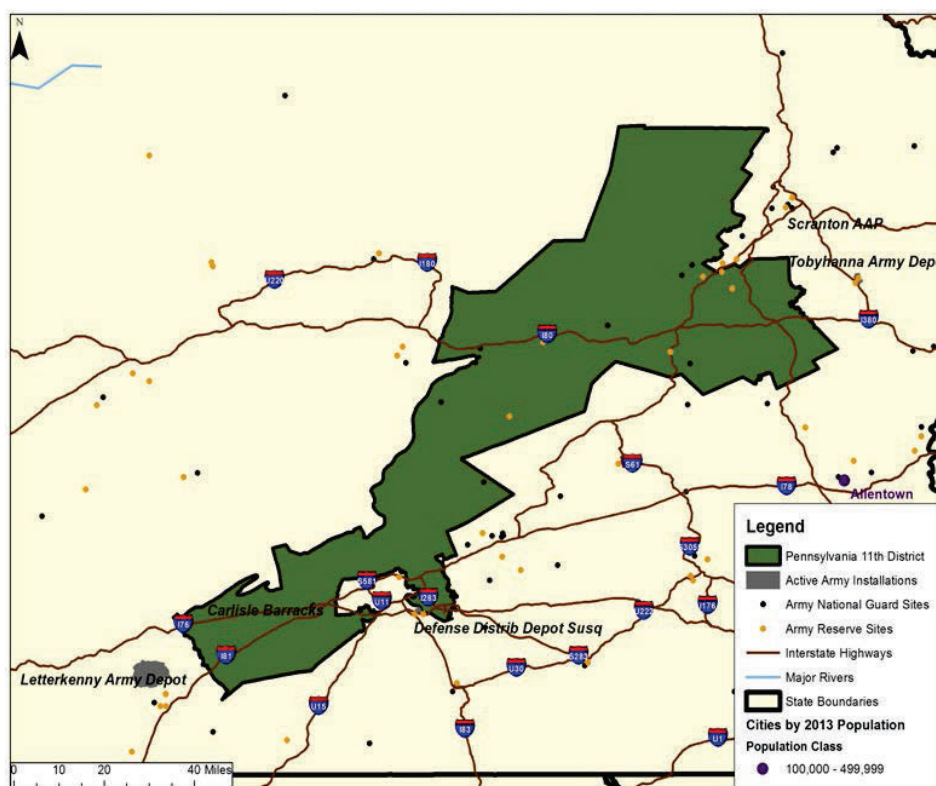 N
Scranton AAP
Tobyhanna Army Depo
I180
U220
I380
I80
S61
I78
Allentown
S305
S581
U11
I283
I176
U222
Carlisle Barracks
I76
Defense Distrib Depot Susq
I81
S283
U30
Letterkenny Army Depot
U15
I83
U1
Legend
Pennsylvania 11th District
Active Army Installations
Army National Guard Sites
Army Reserve Sites
Interstate Highways
Major Rivers
State Boundaries
Cities by 2013 Population
Population Class
100,000 - 499,999
0 10 20 40 Miles